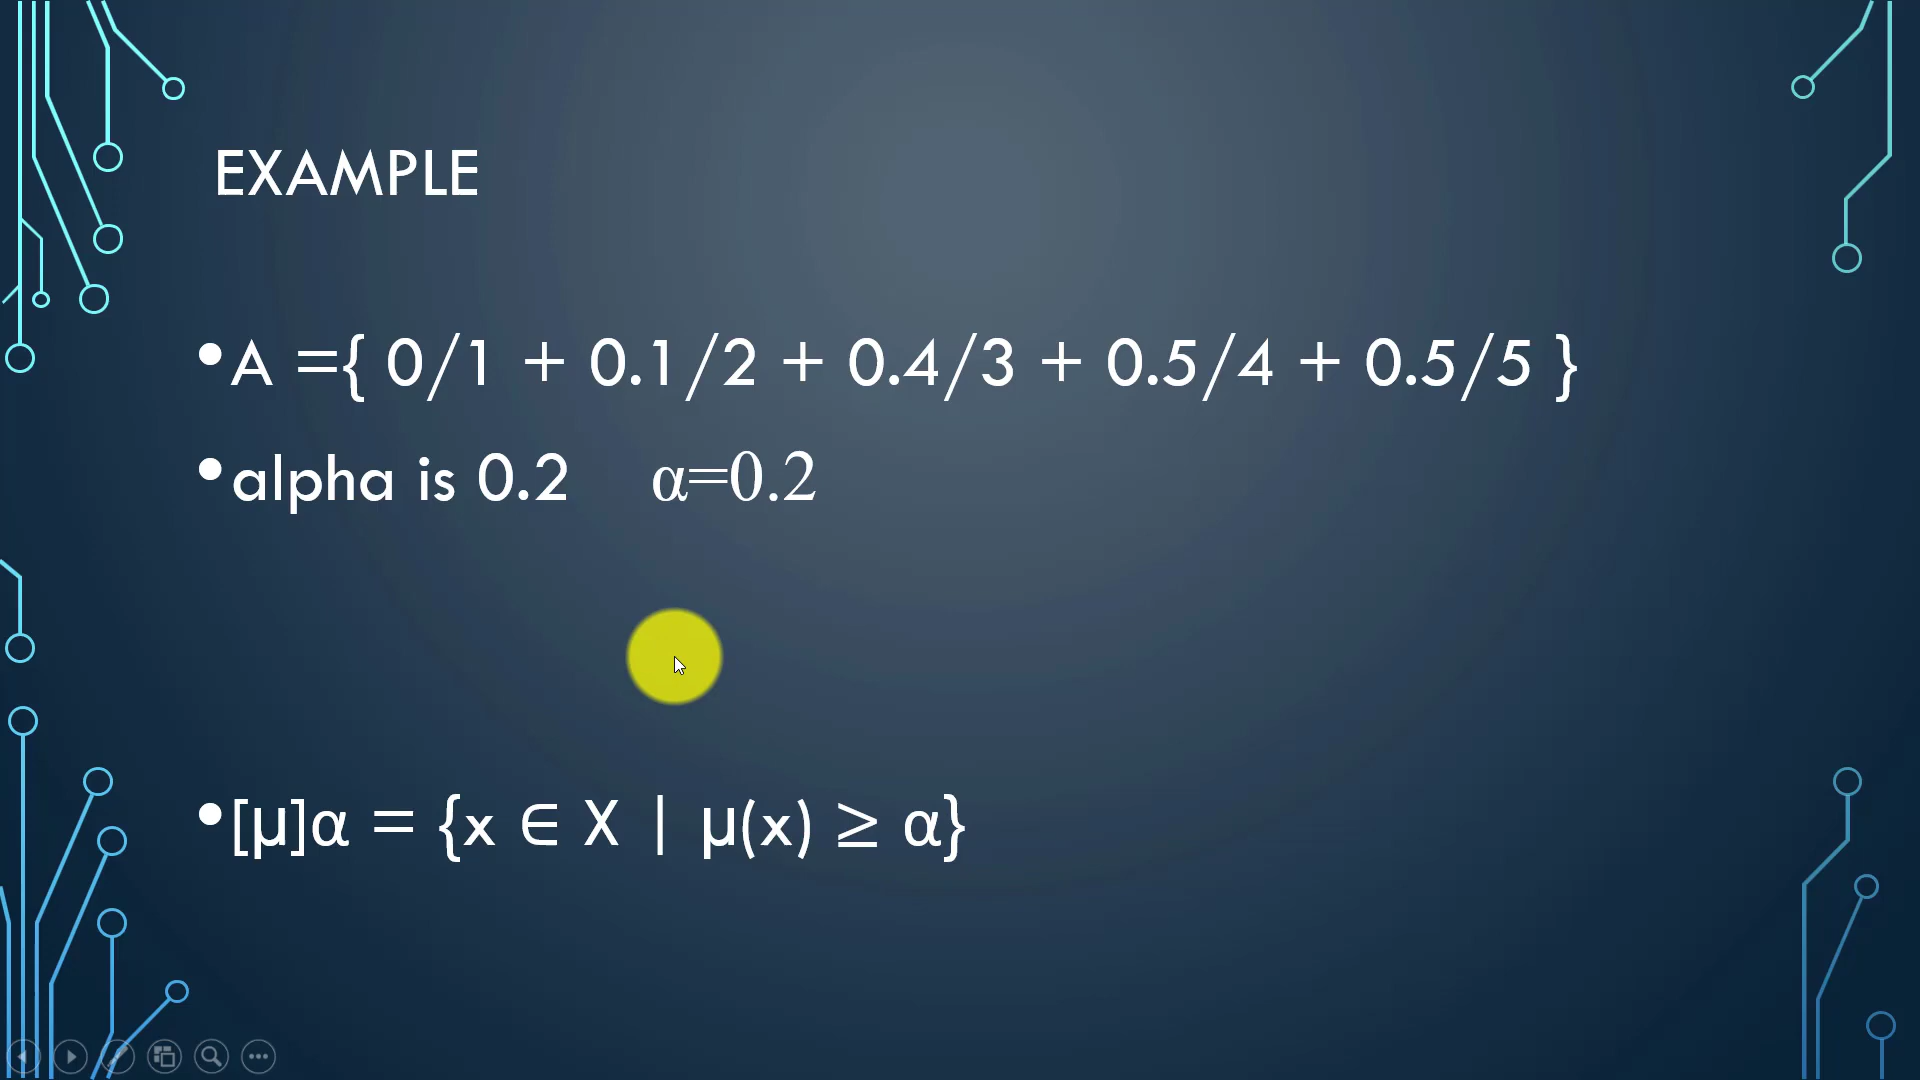 EXAMPLE
•A ={ 0/1 + 0.1/2 + 0.4/3 + 0.5/4 + 0.5/5 }
•alpha is 0.2 α=0.2
•[μ]α = {x ∈ X | μ(x) ≥ α}